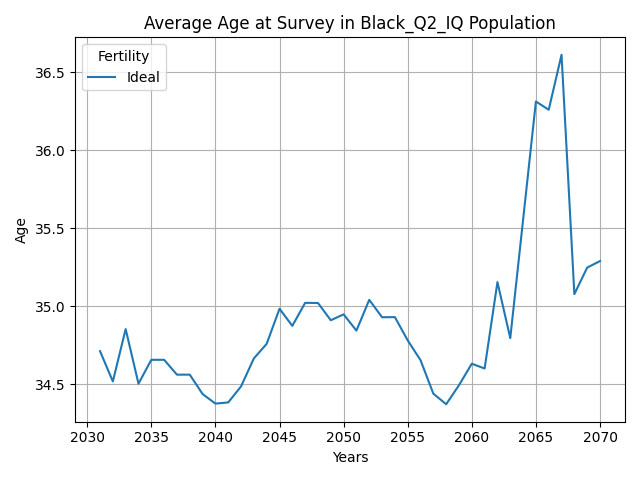 Average Age at Survey in Black_Q2_IQ Population
Fertility
Ideal
36.5
36.0
35.5
35.0
34.5
Age
2030 2035 2040 2045 2050 2055 2060 2065 2070
Years